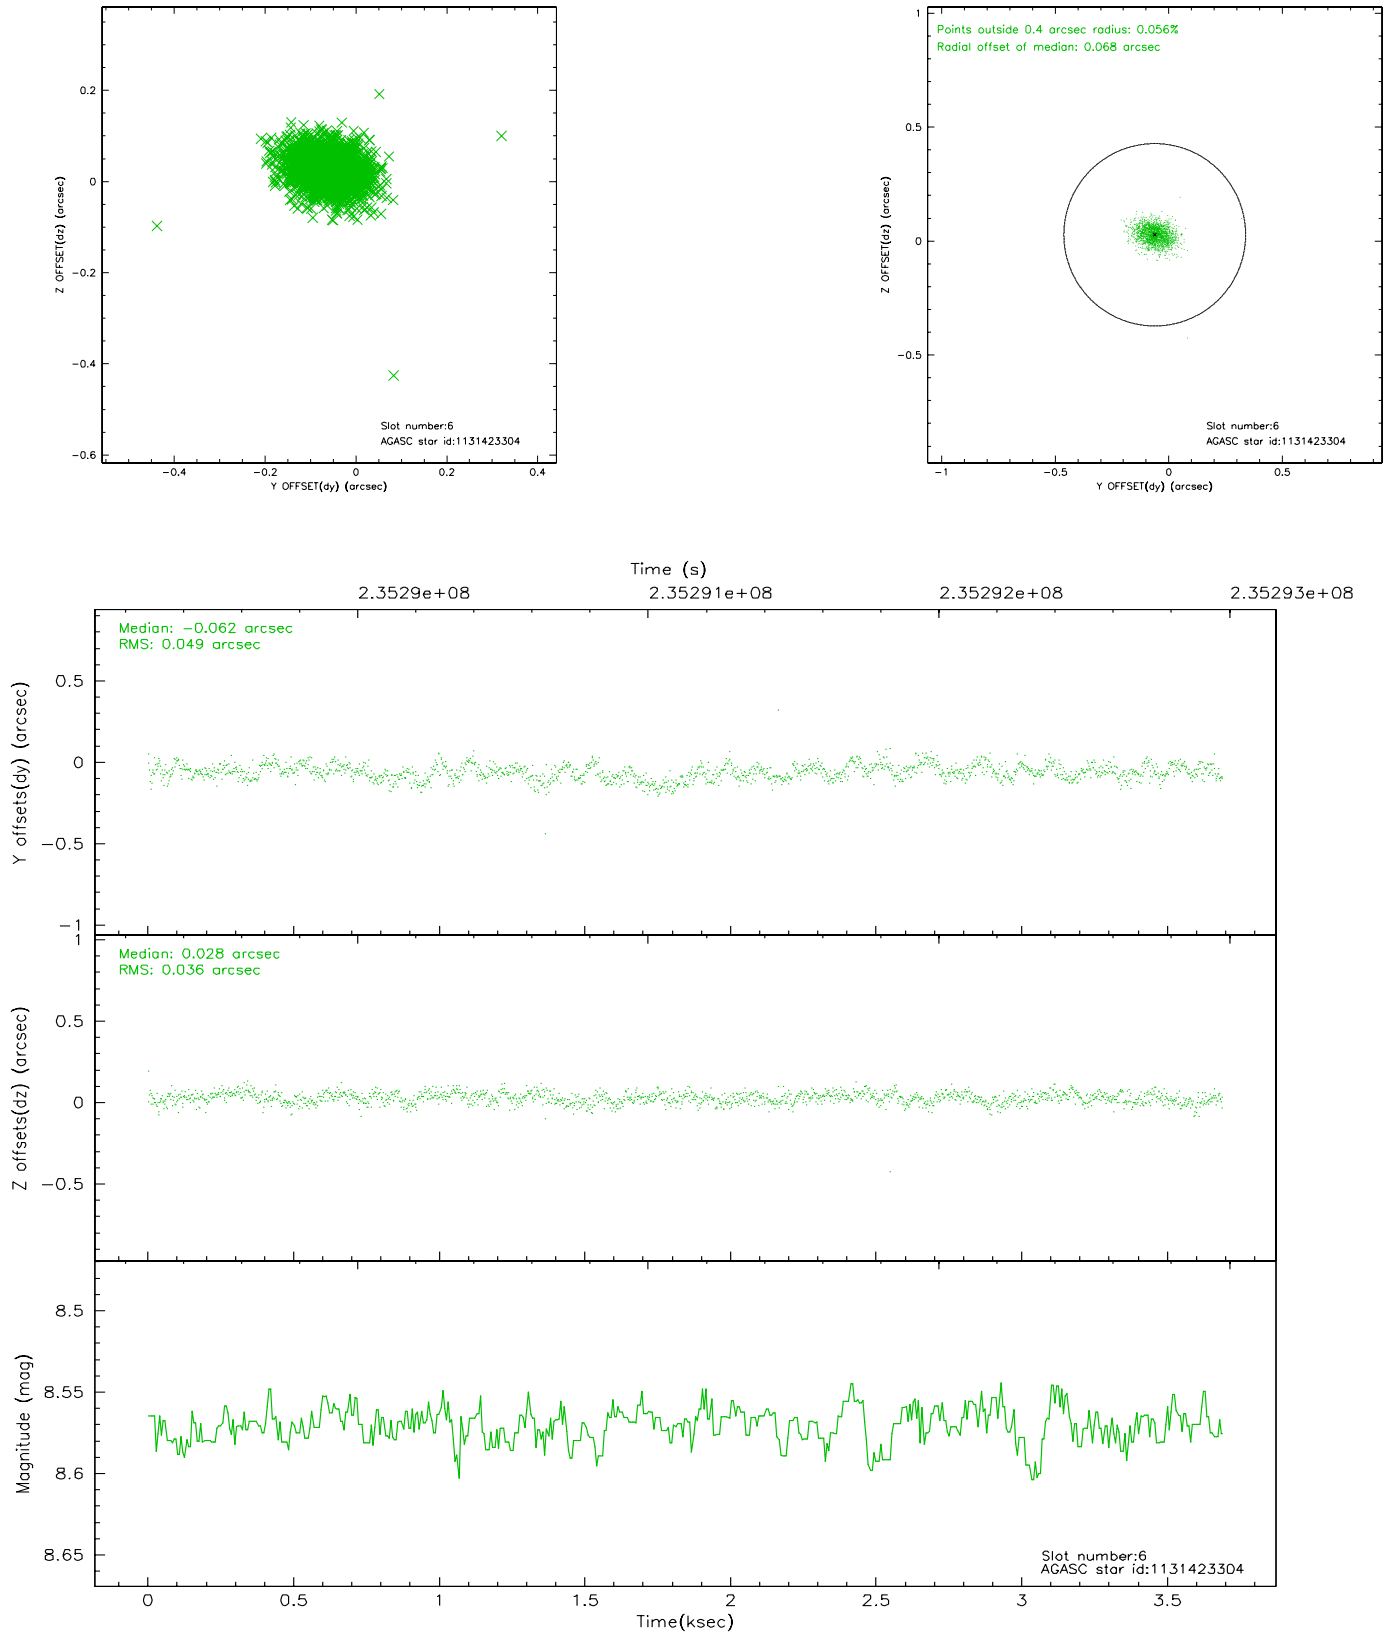 0.2
0
−0.2
−0.4
−0.6
Z OFFSET(dz) (arcsec)
Slot number:6
AGASC star id:1131423304
−0.4
−0.2
0
0.2
0.4
Y OFFSET(dy) (arcsec)
Points outside 0.4 arcsec radius: 0.056%
Radial offset of median: 0.068 arcsec
1
0.5
0
−0.5
Z OFFSET(dz) (arcsec)
Slot number:6
AGASC star id:1131423304
−1
−0.5
0
0.5
Y OFFSET(dy) (arcsec)
Time (s)
2.3529e+08
2.35291e+08
2.35292e+08
2.35293e+08
Median: −0.062 arcsec
RMS: 0.049 arcsec
0.5
0
−0.5
−1
Y offsets(dy) (arcsec)
Median: 0.028 arcsec
RMS: 0.036 arcsec
1
0.5
0
−0.5
Z offsets(dz) (arcsec)
8.5
8.55
8.6
8.65
Magnitude (mag)
Slot number:6
AGASC star id:1131423304
0
0.5
1
1.5
2
2.5
3
3.5
Time(ksec)